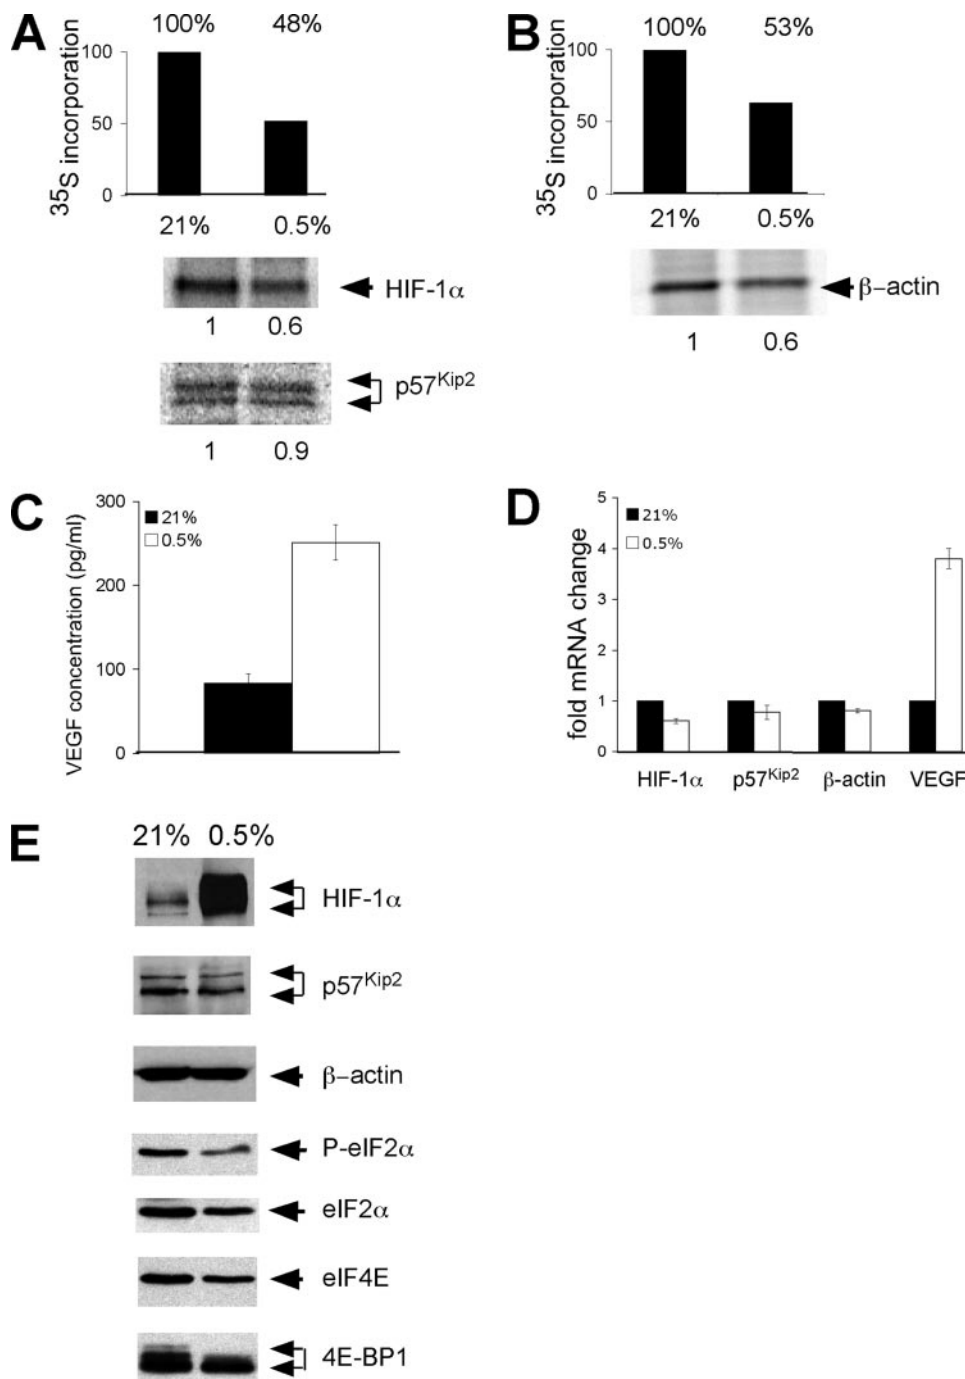 A
100% 48%
35S incorporation
100
50
0
21% 0.5%
HIF-1α
1 0.6
p57Kip2
1 0.9
B
100% 53%
35S incorporation
100
50
0
21% 0.5%
β–actin
1 0.6
C
VEGF concentration (pg/ml)
300
200
100
0
21%
0.5%
D
fold mRNA change
5
4
3
2
1
0
21%
0.5%
HIF-1α p57Kip2 β-actin VEGF
E
21% 0.5%
HIF-1α
p57Kip2
β–actin
P-eIF2α
eIF2α
eIF4E
4E-BP1